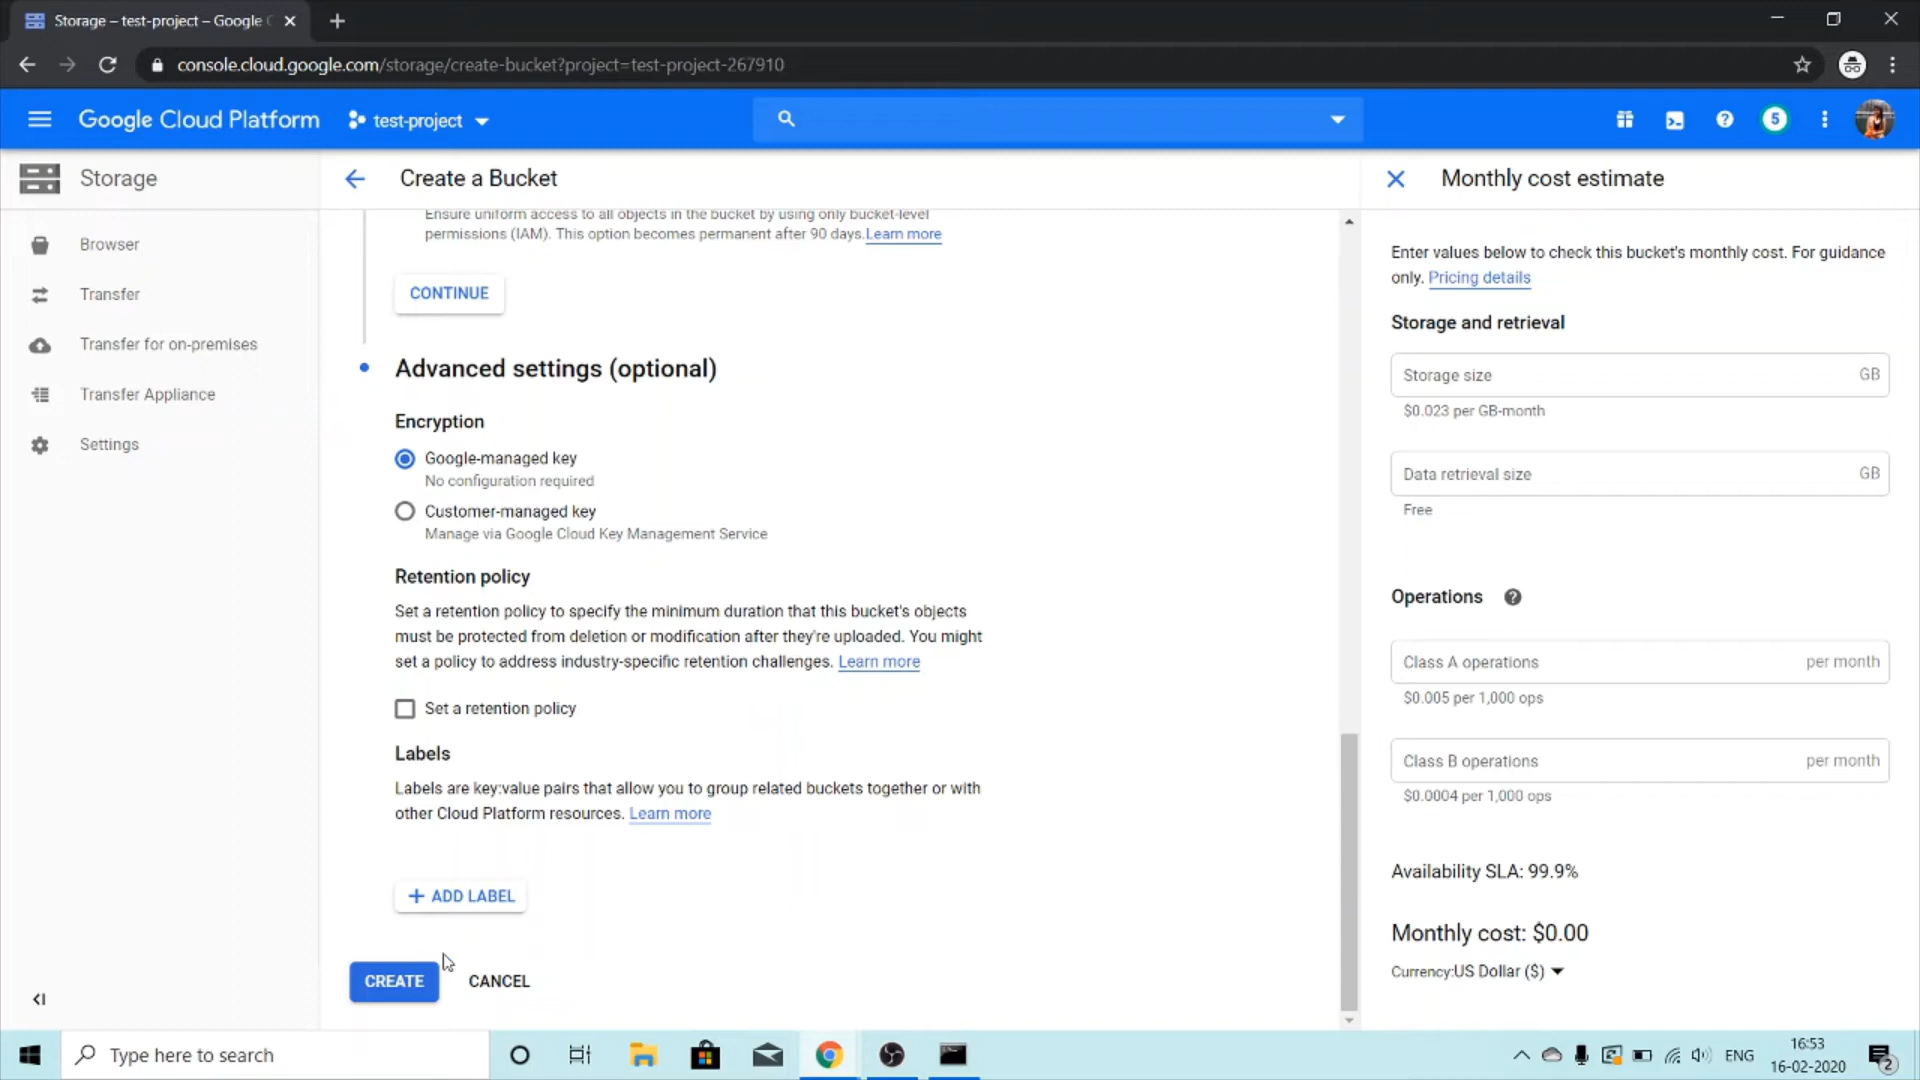 Storage – test-project – Google C
console.cloud.google.com/storage/create-bucket?project=test-project-267910
Google Cloud Platform
test-project
5
Storage
Create a Bucket
Monthly cost estimate
Browser
Transfer
Transfer for on-premises
Transfer Appliance
Settings
Ensure uniform access to all objects in the bucket by using only bucket-level
permissions (IAM). This option becomes permanent after 90 days.Learn more
CONTINUE
Advanced settings (optional)
Encryption
Google-managed key
No configuration required
Customer-managed key
Manage via Google Cloud Key Management Service
Retention policy
Set a retention policy to specify the minimum duration that this bucket's objects
must be protected from deletion or modification after they're uploaded. You might
set a policy to address industry-specific retention challenges. Learn more
Set a retention policy
Labels
Labels are key:value pairs that allow you to group related buckets together or with
other Cloud Platform resources. Learn more
+ ADD LABEL
CREATE
CANCEL
Enter values below to check this bucket's monthly cost. For guidance
only. Pricing details
Storage and retrieval
Storage size GB
$0.023 per GB-month
Data retrieval size GB
Free
Operations
Class A operations per month
$0.005 per 1,000 ops
Class B operations per month
$0.0004 per 1,000 ops
Availability SLA: 99.9%
Monthly cost: $0.00
Currency:US Dollar ($)
Type here to search
ENG
16:53
16-02-2020
2